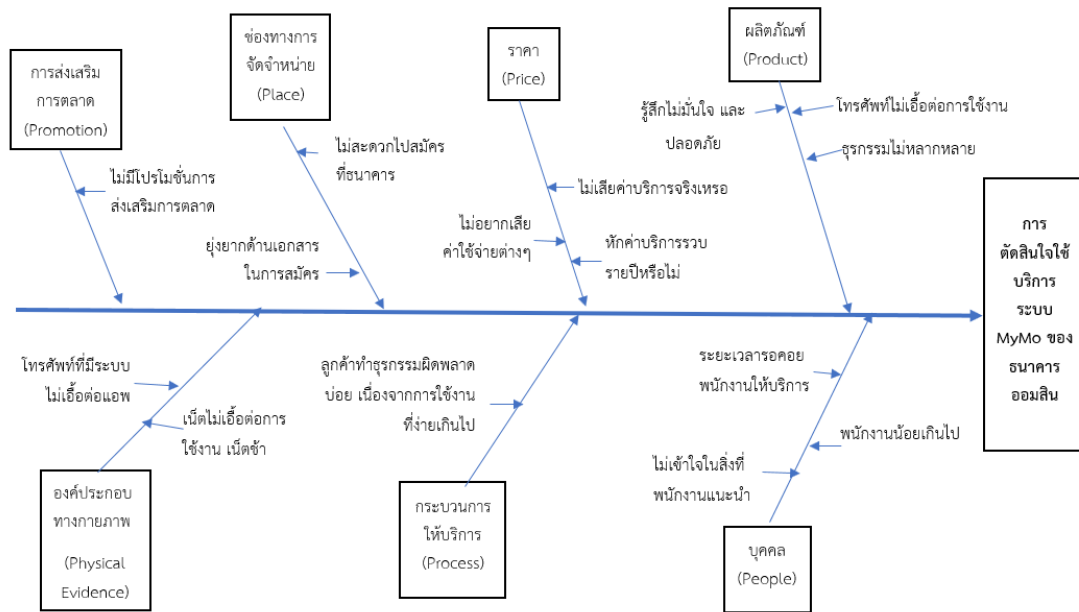 การส่งเสริม
การตลาด
(Promotion)
ไม่มีโปรโมชั่นการ
ส่งเสริมการตลาด
ช่องทางการ
จัดจำหน่าย
(Place)
ไม่สะดวกไปสมัคร
ที่ธนาคาร
ยุ่งยากด้านเอกสาร
ในการสมัคร
ราคา
(Price)
ไม่เสียค่าบริการจริงเหรอ
ไม่อยากเสีย
ค่าใช้จ่ายต่างๆ
หักค่าบริการรวบ
รายปีหรือไม่
ผลิตภัณฑ์
(Product)
รู้สึกไม่มั่นใจ และ
ปลอดภัย
โทรศัพท์ไม่เอื้อต่อการใช้งาน
ธุรกรรมไม่หลากหลาย
การ
ตัดสินใจใช้
บริการ
ระบบ
MyMo ของ
ธนาคาร
ออมสิน
โทรศัพท์ที่มีระบบ
ไม่เอื้อต่อแอพ
เน็ตไม่เอื้อต่อการ
ใช้งาน เน็ตช้า
องค์ประกอบ
ทางกายภาพ
(Physical
Evidence)
ลูกค้าทำธุรกรรมผิดพลาด
บ่อย เนื่องจากการใช้งาน
ที่ง่ายเกินไป
กระบวนการ
ให้บริการ
(Process)
ระยะเวลารอคอย
พนักงานให้บริการ
พนักงานน้อยเกินไป
ไม่เข้าใจในสิ่งที่
พนักงานแนะนำ
บุคคล
(People)